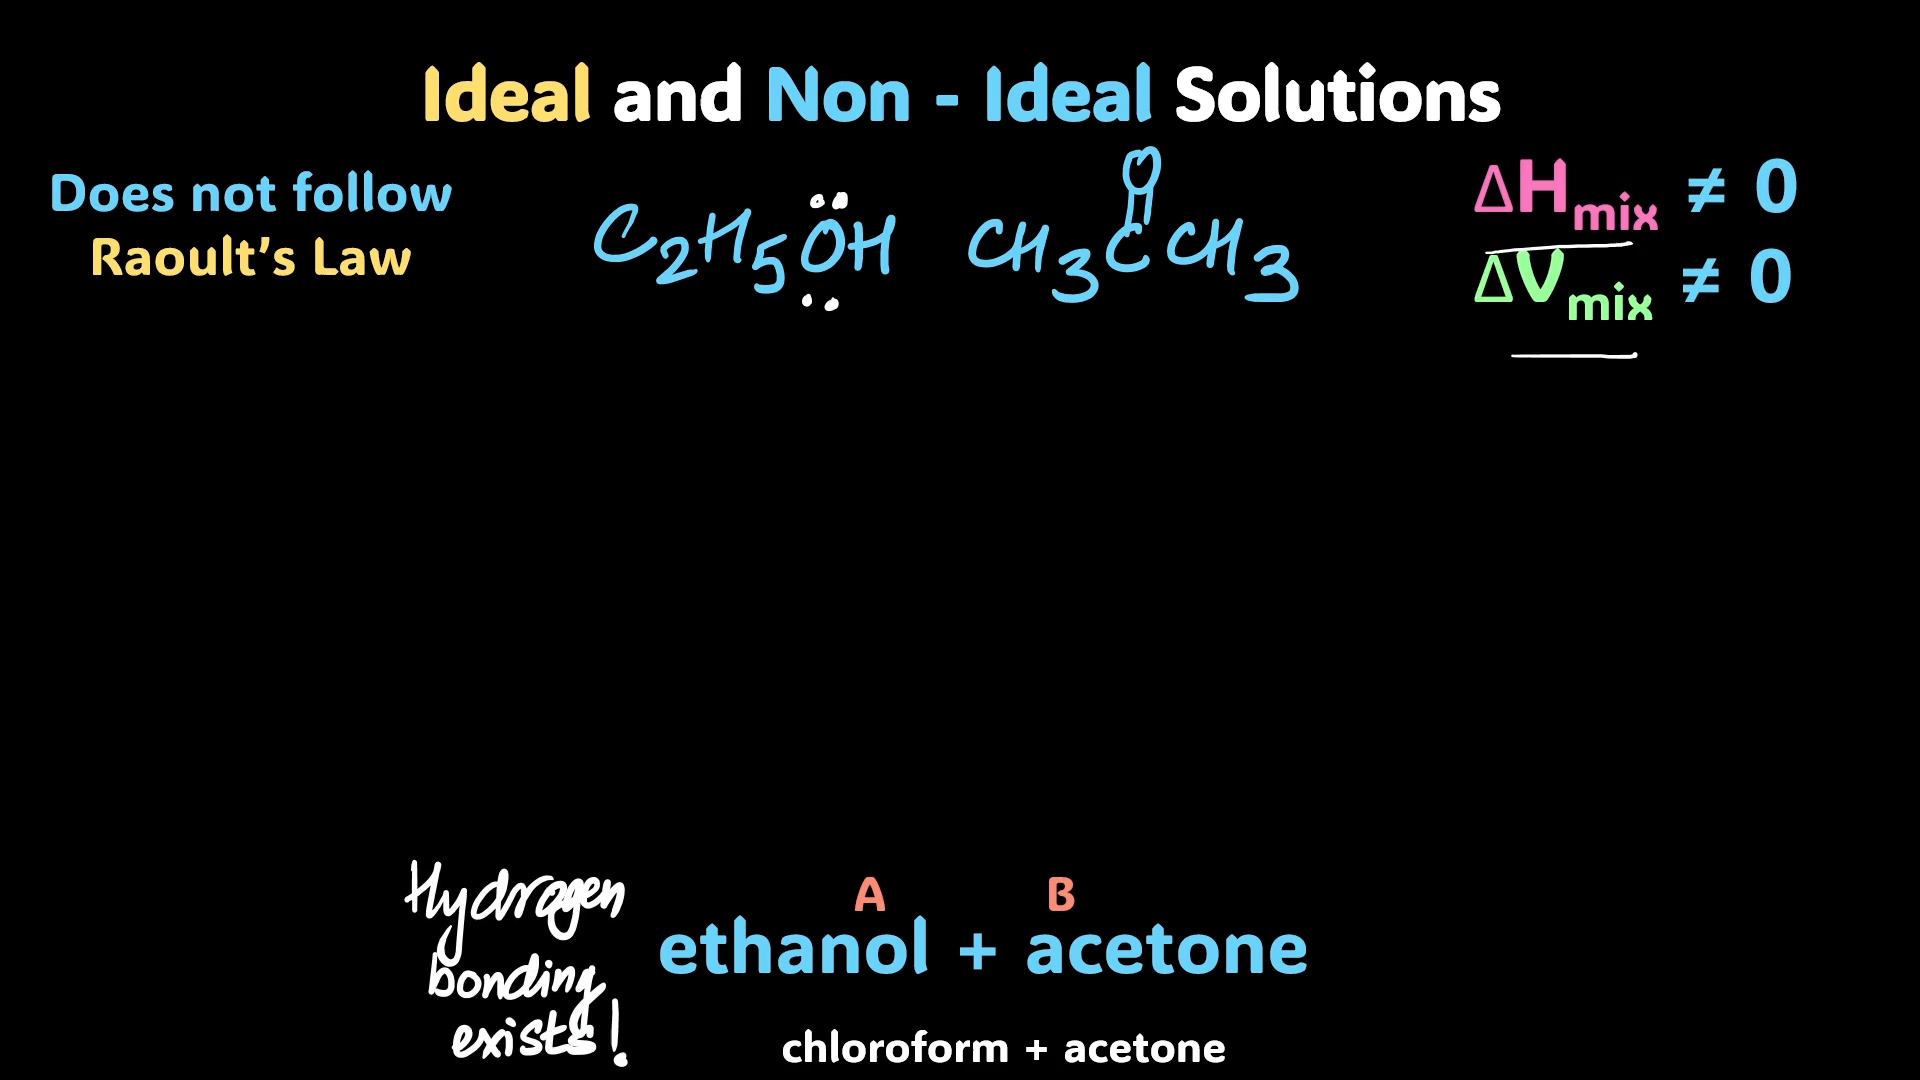 Ideal and Non - Ideal Solutions
Does not follow
Raoult's Law
C2H5OH
O
CH3CCH3
ΔHmix ≠ 0
ΔVmix ≠ 0
Hydrogen
bonding
exists!
A B
ethanol + acetone
chloroform + acetone